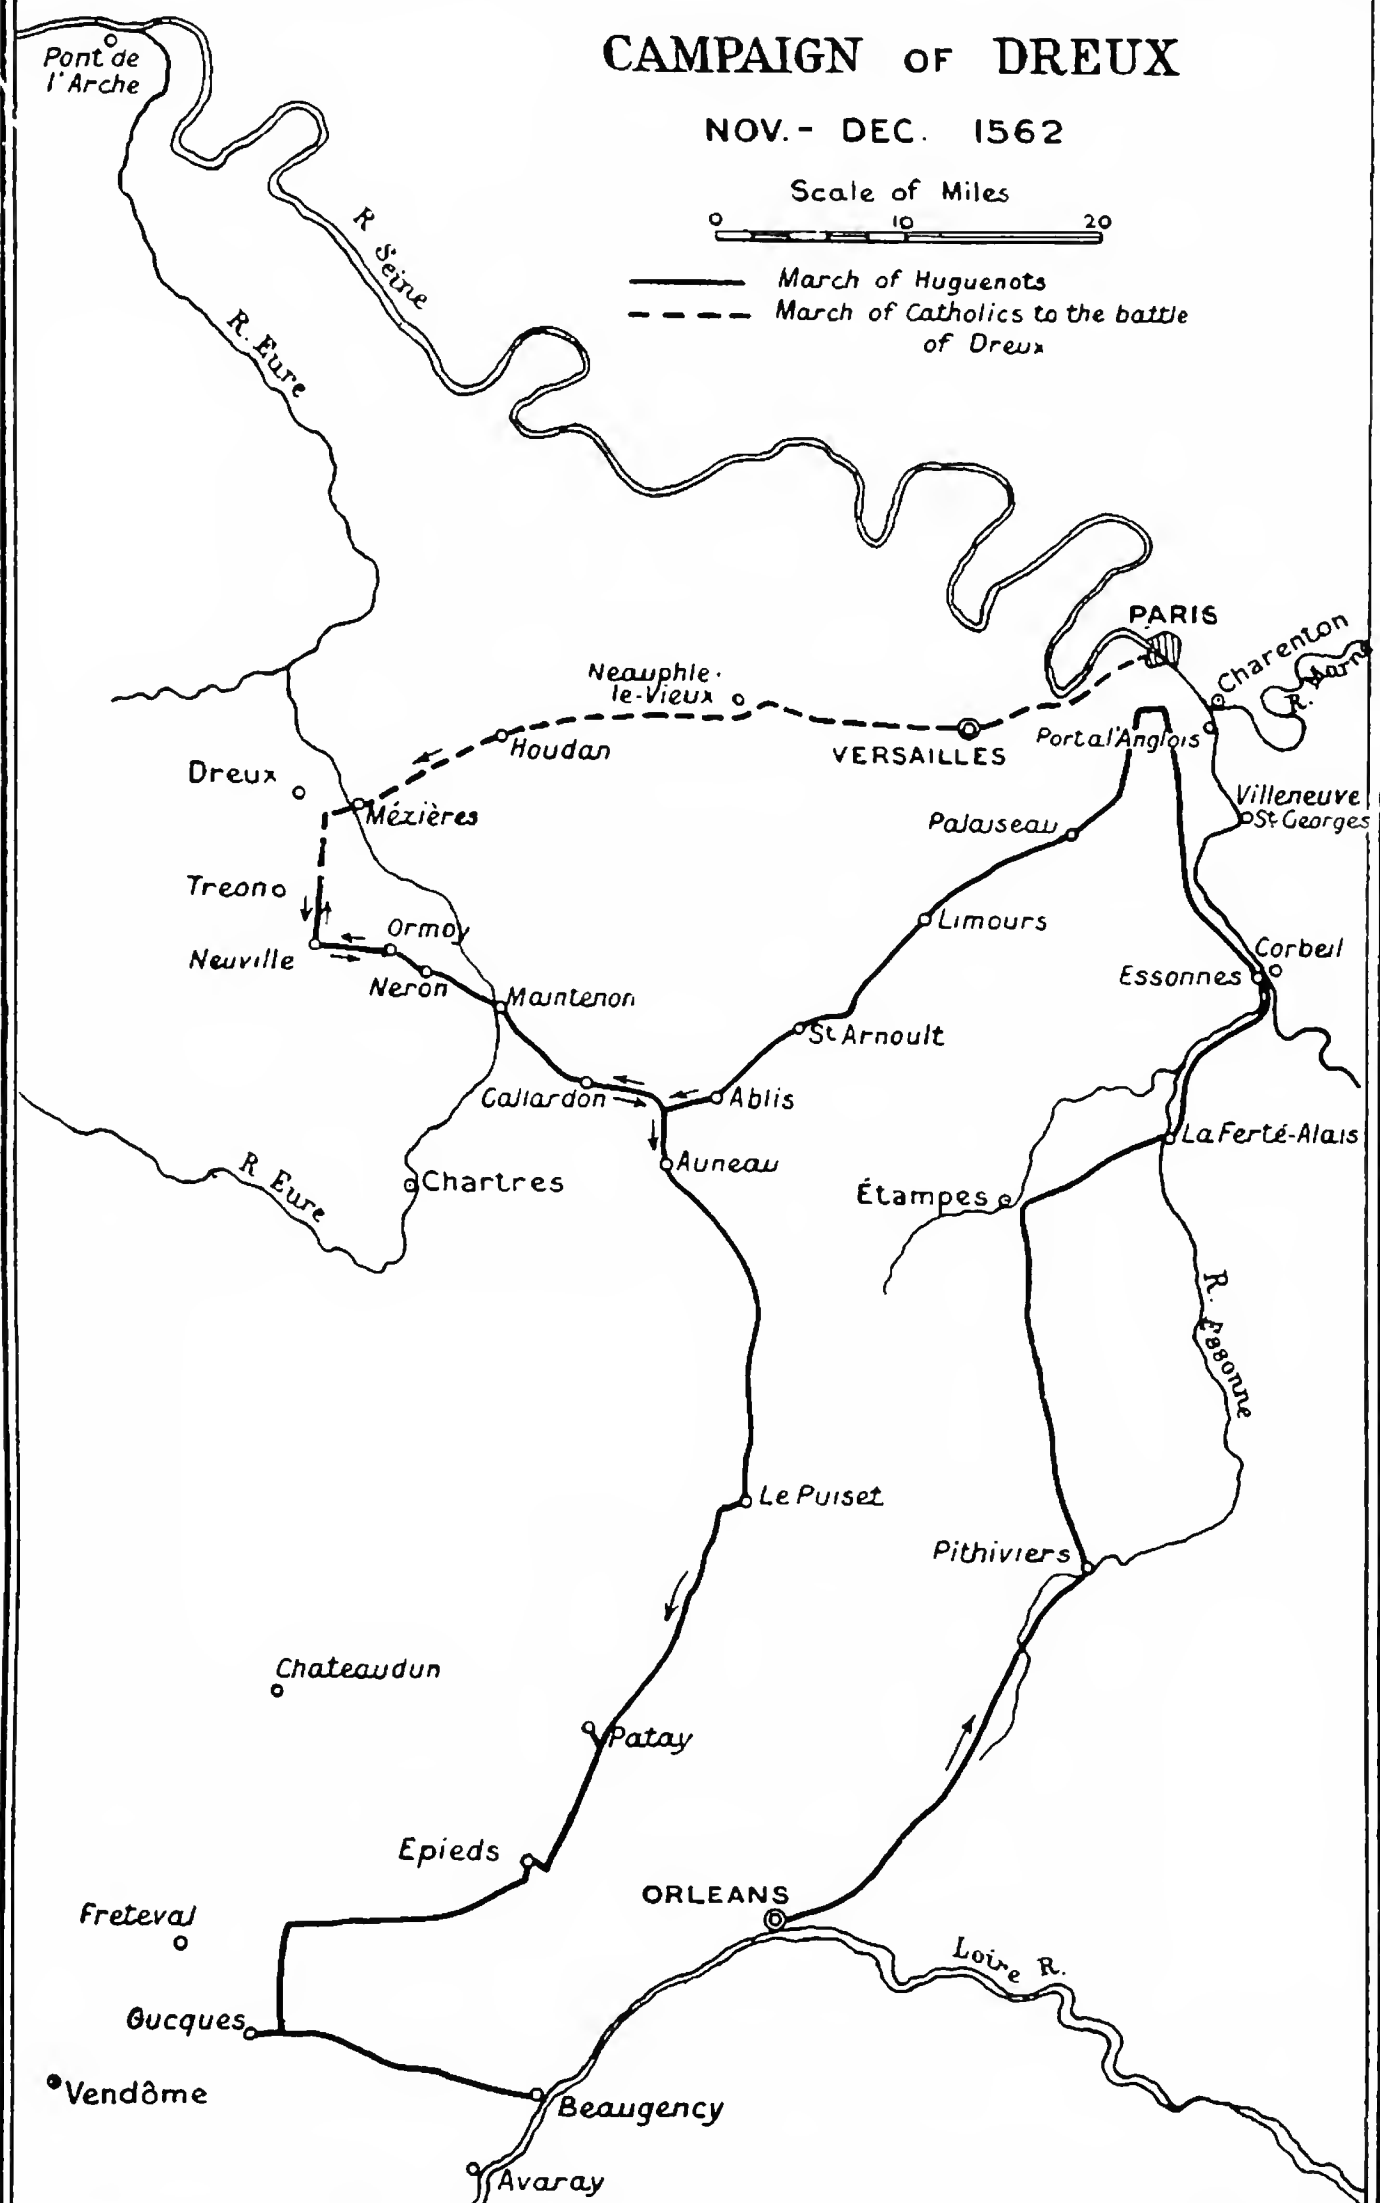 CAMPAIGN OF DREUX
NOV. - DEC. 1562
Scale of Miles
0 10 20
March of Huguenots
March of Catholics to the battle
of Dreux
Pont de
l'Arche
R Seine
R. Eure
PARIS
Charenton
R. Marne
Neauphle-
le-Vieux
Houdan
VERSAILLES
Port a l'Anglois
Dreux
Mézières
Villeneuve
St Georges
Palaiseau
Treon
Limours
Ormoy
Neuville
Neron
Maintenon
Corbeil
Essonnes
St Arnoult
Gallardon
Ablis
La Ferté-Alais
Auneau
R Eure
Chartres
Étampes
R. Essonne
Le Puiset
Pithiviers
Chateaudun
Patay
Epieds
ORLEANS
Freteval
Loire R.
Oucques
Vendôme
Beaugency
Avaray